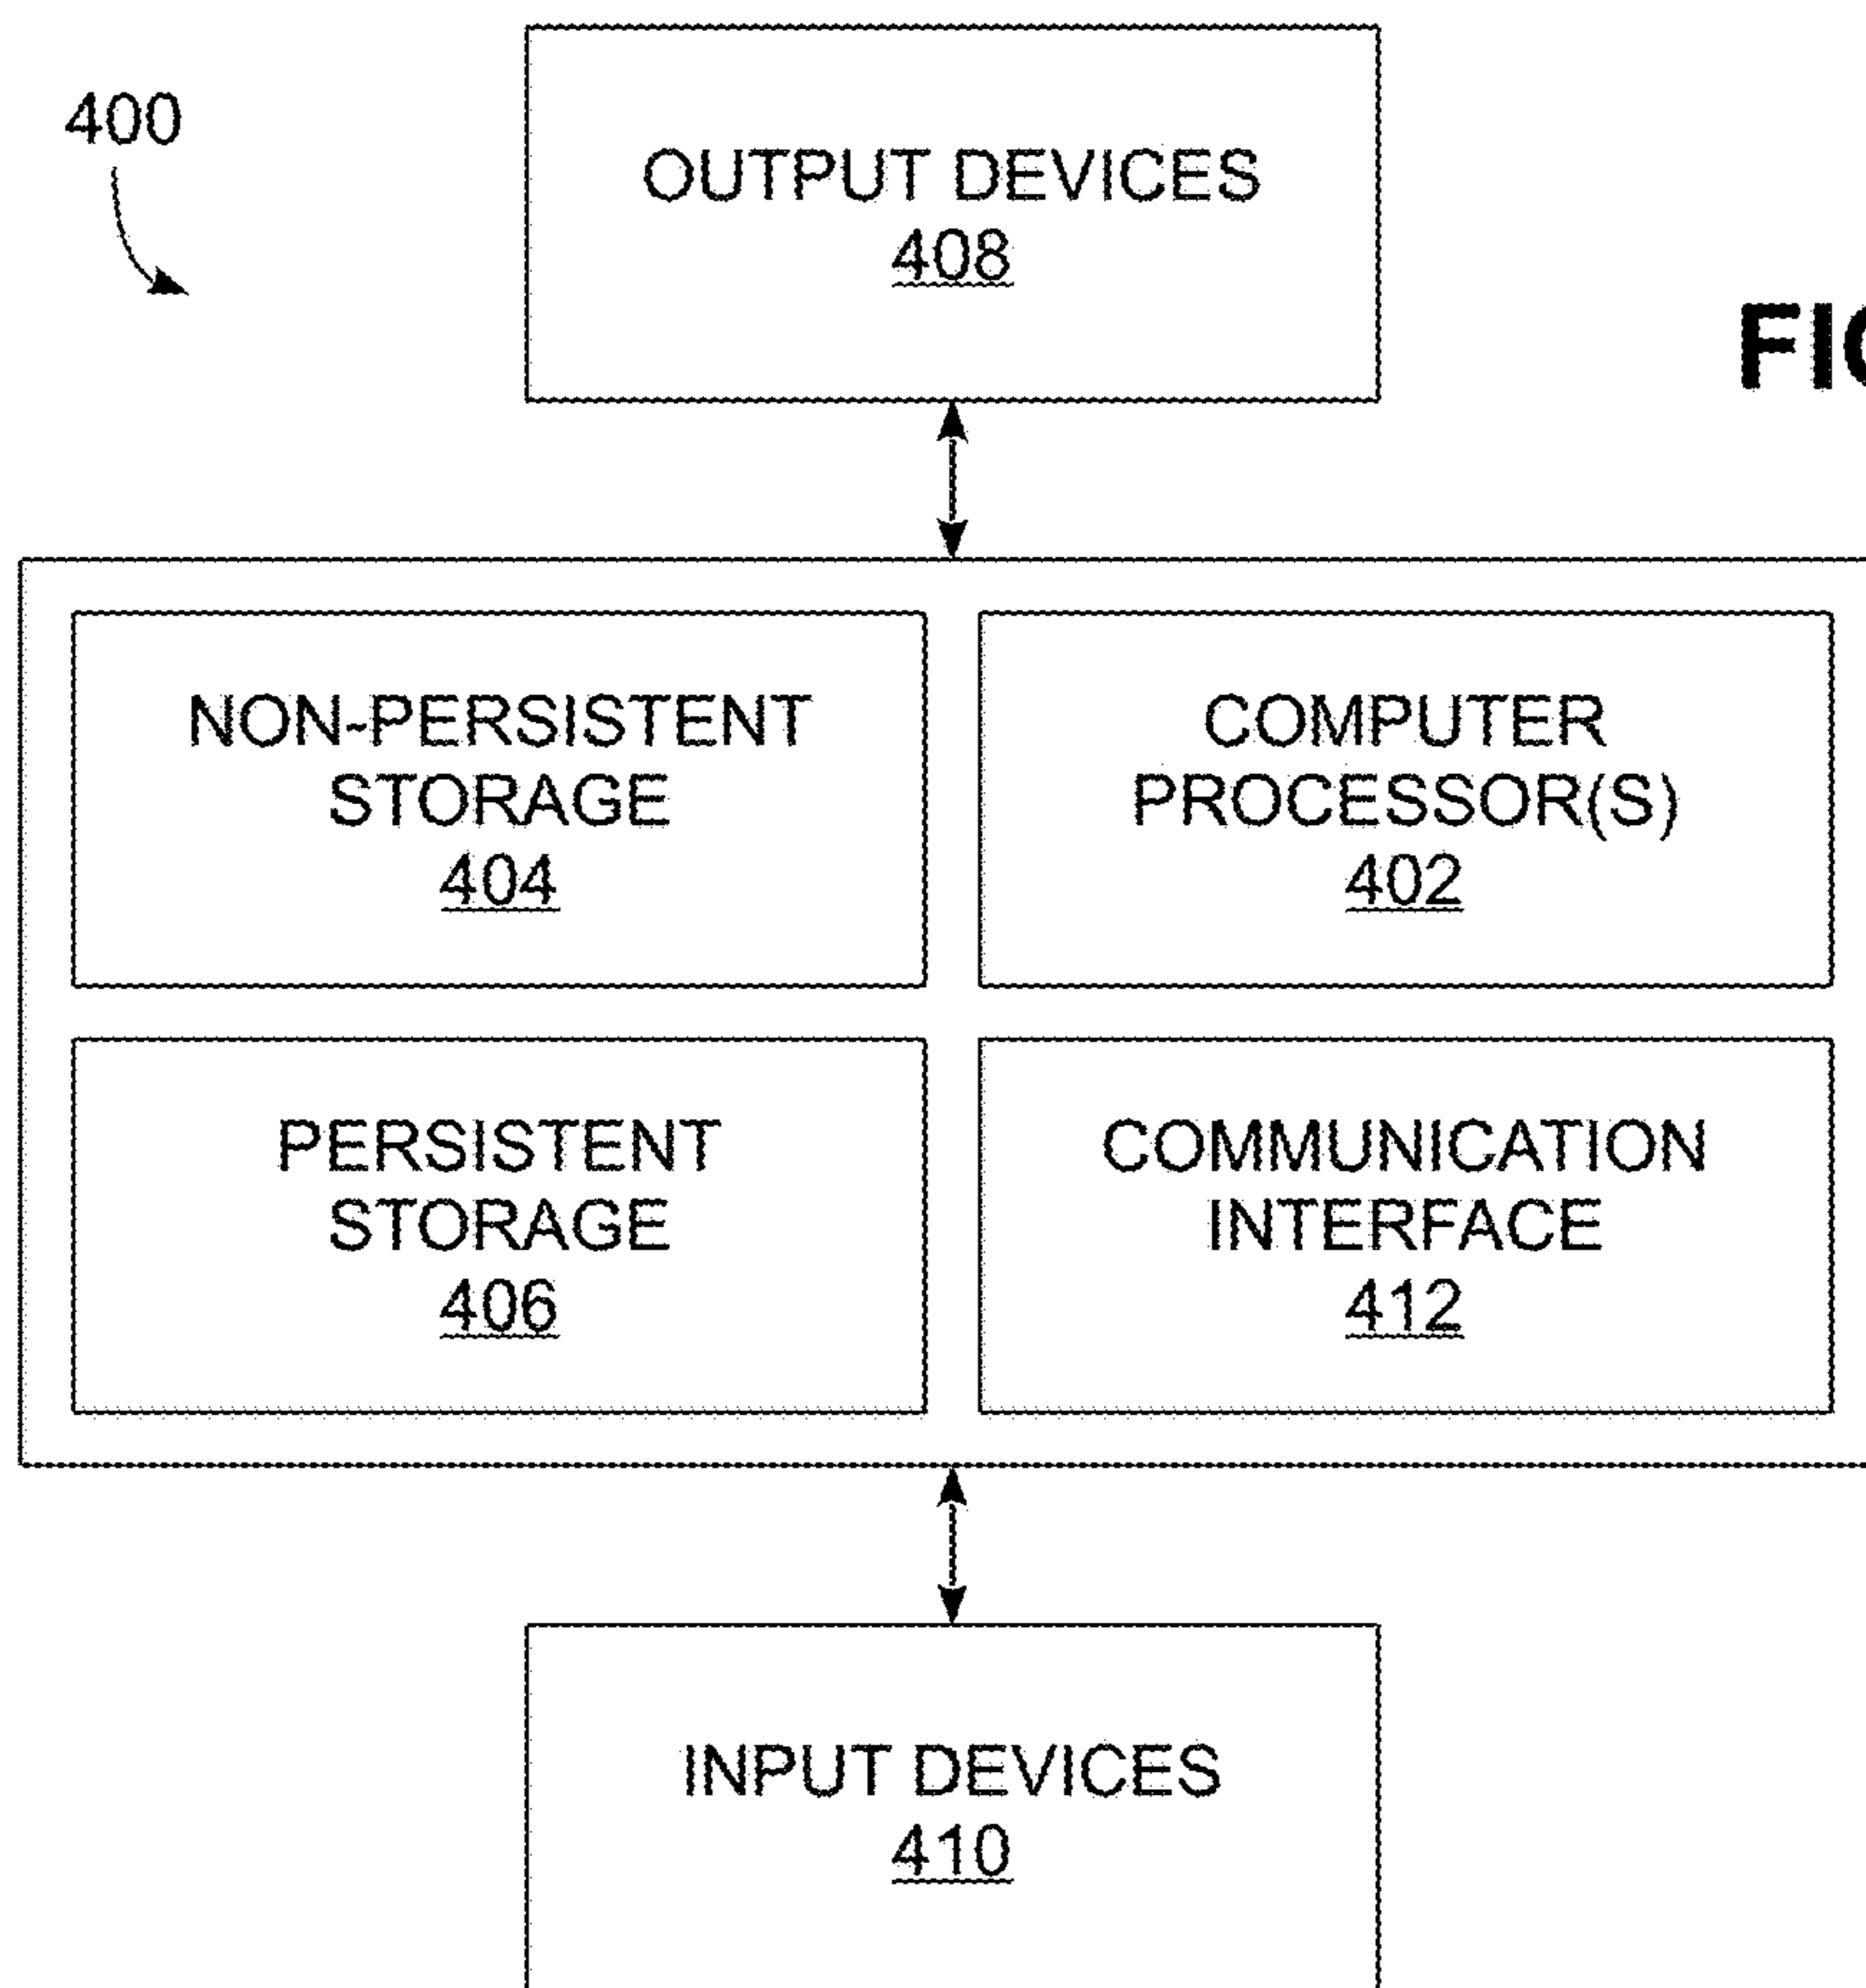 400
OUTPUT DEVICES
408
NON-PERSISTENT
STORAGE
404
COMPUTER
PROCESSOR(S)
402
PERSISTENT
STORAGE
406
COMMUNICATION
INTERFACE
412
INPUT DEVICES
410